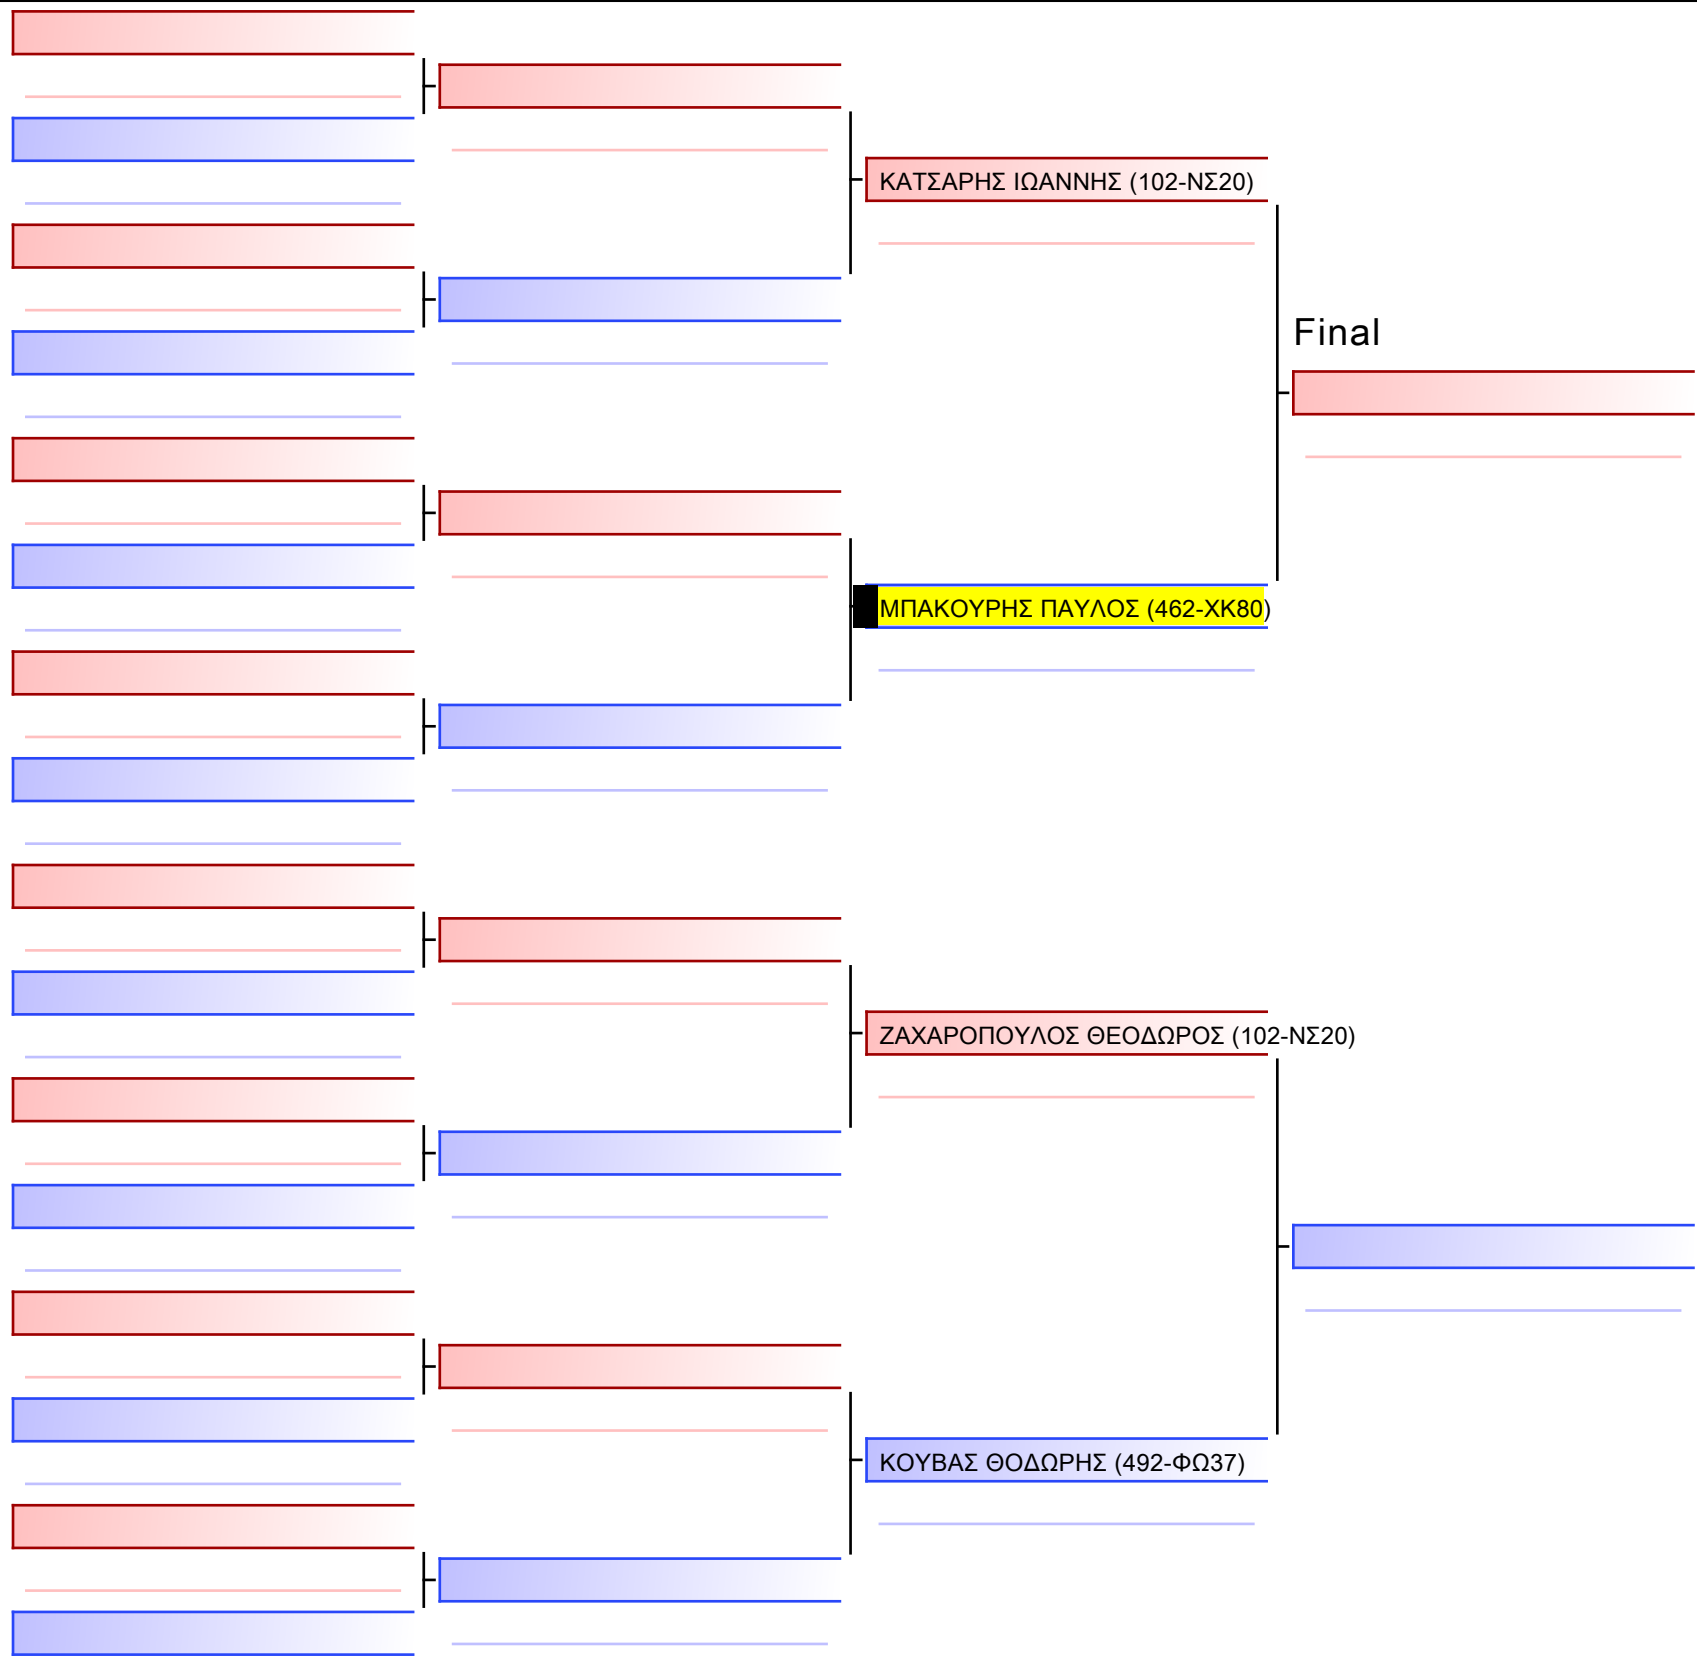 ΚΑΤΣΑΡΗΣ ΙΩΑΝΝΗΣ (102-ΝΣ20)
Final
ΜΠΑΚΟΥΡΗΣ ΠΑΥΛΟΣ (462-ΧΚ80)
ΖΑΧΑΡΟΠΟΥΛΟΣ ΘΕΟΔΩΡΟΣ (102-ΝΣ20)
ΚΟΥΒΑΣ ΘΟΔΩΡΗΣ (492-ΦΩ37)